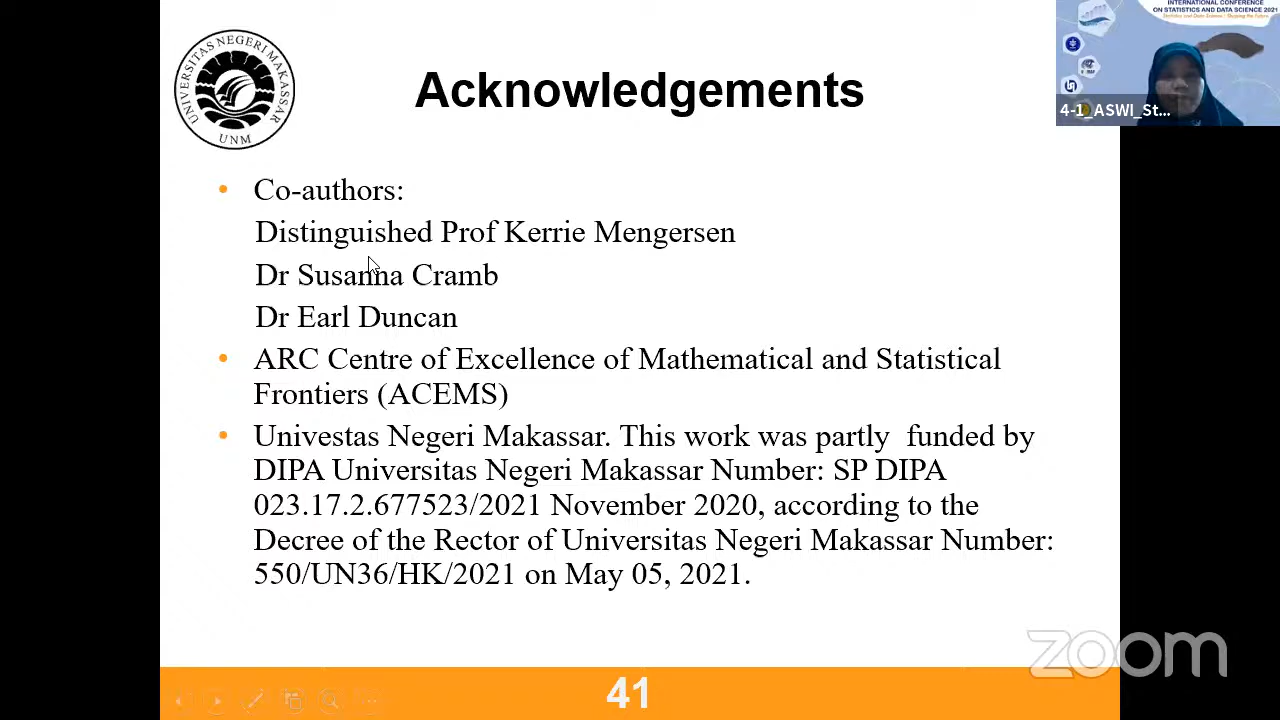 UNIVERSITAS NEGERI MAKASSAR
UNM
Acknowledgements
INTERNATIONAL CONFERENCE
ON STATISTICS AND DATA SCIENCE 2021
4-1_ASWI_St...
• Co-authors:
Distinguished Prof Kerrie Mengersen
Dr Susanna Cramb
Dr Earl Duncan
• ARC Centre of Excellence of Mathematical and Statistical
Frontiers (ACEMS)
• Univestas Negeri Makassar. This work was partly funded by
DIPA Universitas Negeri Makassar Number: SP DIPA
023.17.2.677523/2021 November 2020, according to the
Decree of the Rector of Universitas Negeri Makassar Number:
550/UN36/HK/2021 on May 05, 2021.
zoom
41